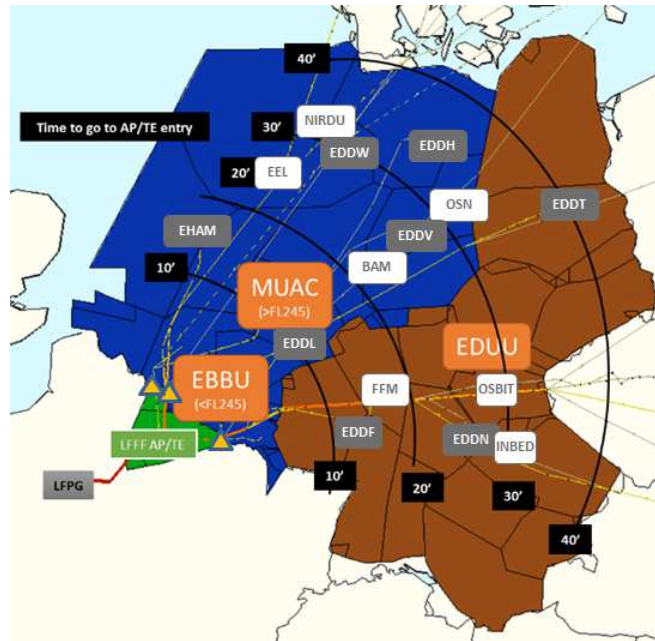 40’
Time to go to AP/TE entry
30’
NIRDU
EDDW
EDDH
20’
EEL
OSN
EDDT
EHAM
EDDV
10’
BAM
MUAC
(>FL245)
EDDL
EDUU
EBBU
(<FL245)
FFM
OSBIT
LFFF AP/TE
EDDF
EDDN
INBED
LFPG
10’
20’
30’
40’